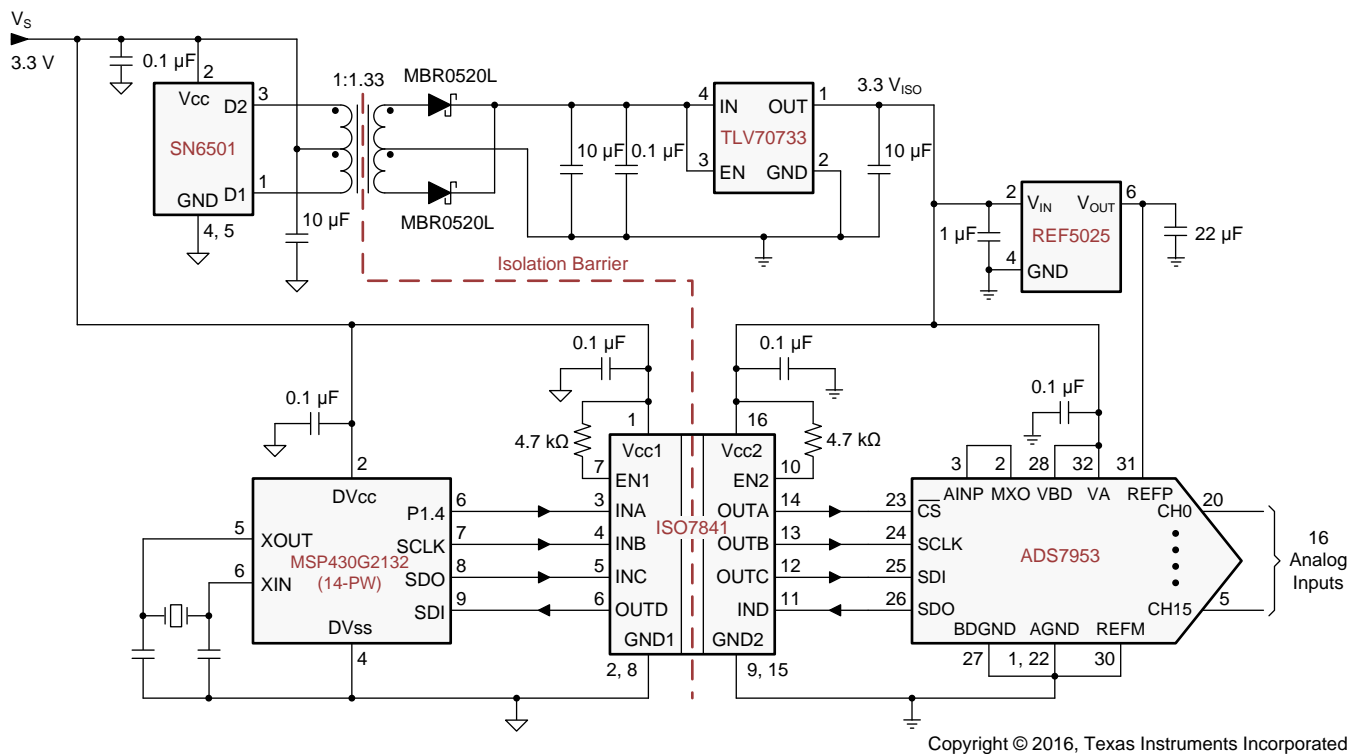 VS
3.3 V
0.1 µF
2
Vcc
D2
3
SN6501
GND
D1
1
4, 5
10 µF
1:1.33
MBR0520L
MBR0520L
10 µF
0.1 µF
4
IN
OUT
1
TLV70733
3
EN
GND
2
3.3 VISO
10 µF
2
VIN
VOUT
6
REF5025
1 µF
4
GND
22 µF
Isolation Barrier
0.1 µF
2
DVcc
5
XOUT
6
XIN
MSP430G2132
(14-PW)
P1.4
6
SCLK
7
SDO
8
SDI
9
DVss
4
0.1 µF
4.7 kΩ
1
Vcc1
7
EN1
3
INA
4
INB
5
INC
6
OUTD
GND1
2, 8
ISO7841
0.1 µF
4.7 kΩ
16
Vcc2
EN2
10
OUTA
14
OUTB
13
OUTC
12
IND
11
GND2
9, 15
0.1 µF
3
2
28
32
31
AINP
MXO
VBD
VA
REFP
23
CS
24
SCLK
25
SDI
26
SDO
ADS7953
CH0
20
CH15
5
BDGND
AGND
REFM
27
1, 22
30
16
Analog
Inputs
Copyright © 2016, Texas Instruments Incorporated